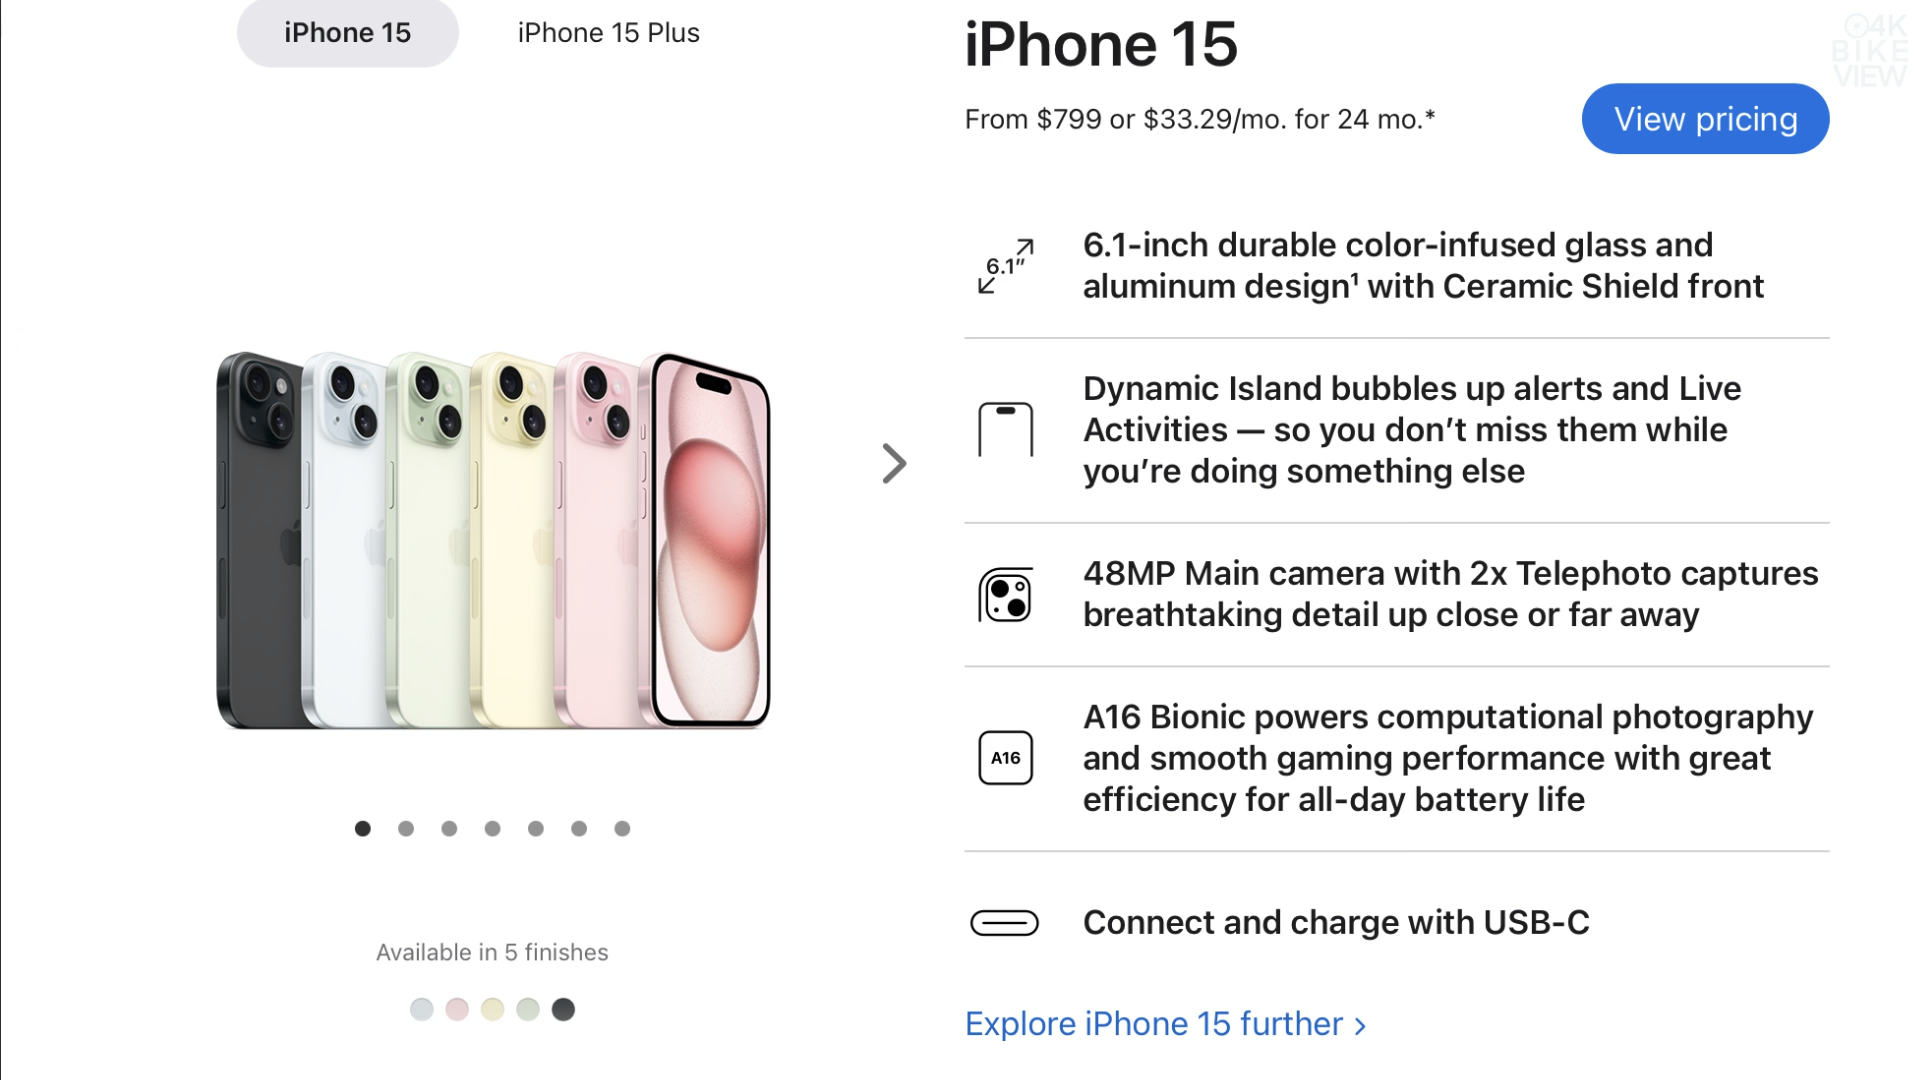 iPhone 15
iPhone 15 Plus
iPhone 15
From $799 or $33.29/mo. for 24 mo.*
View pricing
4K
BIKE
VIEW
6.1”
6.1-inch durable color-infused glass and
aluminum design¹ with Ceramic Shield front
Dynamic Island bubbles up alerts and Live
Activities — so you don’t miss them while
you’re doing something else
48MP Main camera with 2x Telephoto captures
breathtaking detail up close or far away
A16
A16 Bionic powers computational photography
and smooth gaming performance with great
efficiency for all-day battery life
Connect and charge with USB-C
Available in 5 finishes
Explore iPhone 15 further >